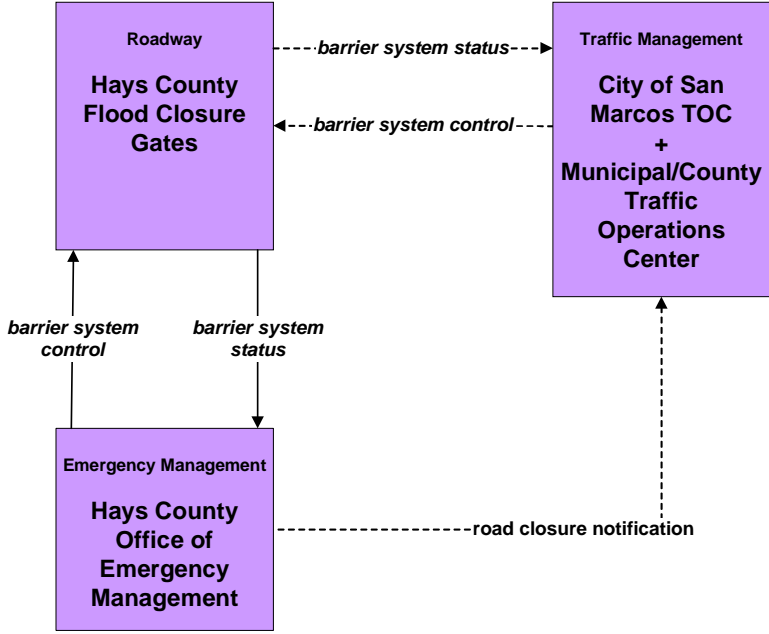 Roadway
Hays County
Flood Closure
Gates
barrier system status
barrier system control
Traffic Management
City of San
Marcos TOC
+
Municipal/County
Traffic
Operations
Center
barrier system
control
barrier system
status
Emergency Management
Hays County
Office of
Emergency
Management
road closure notification